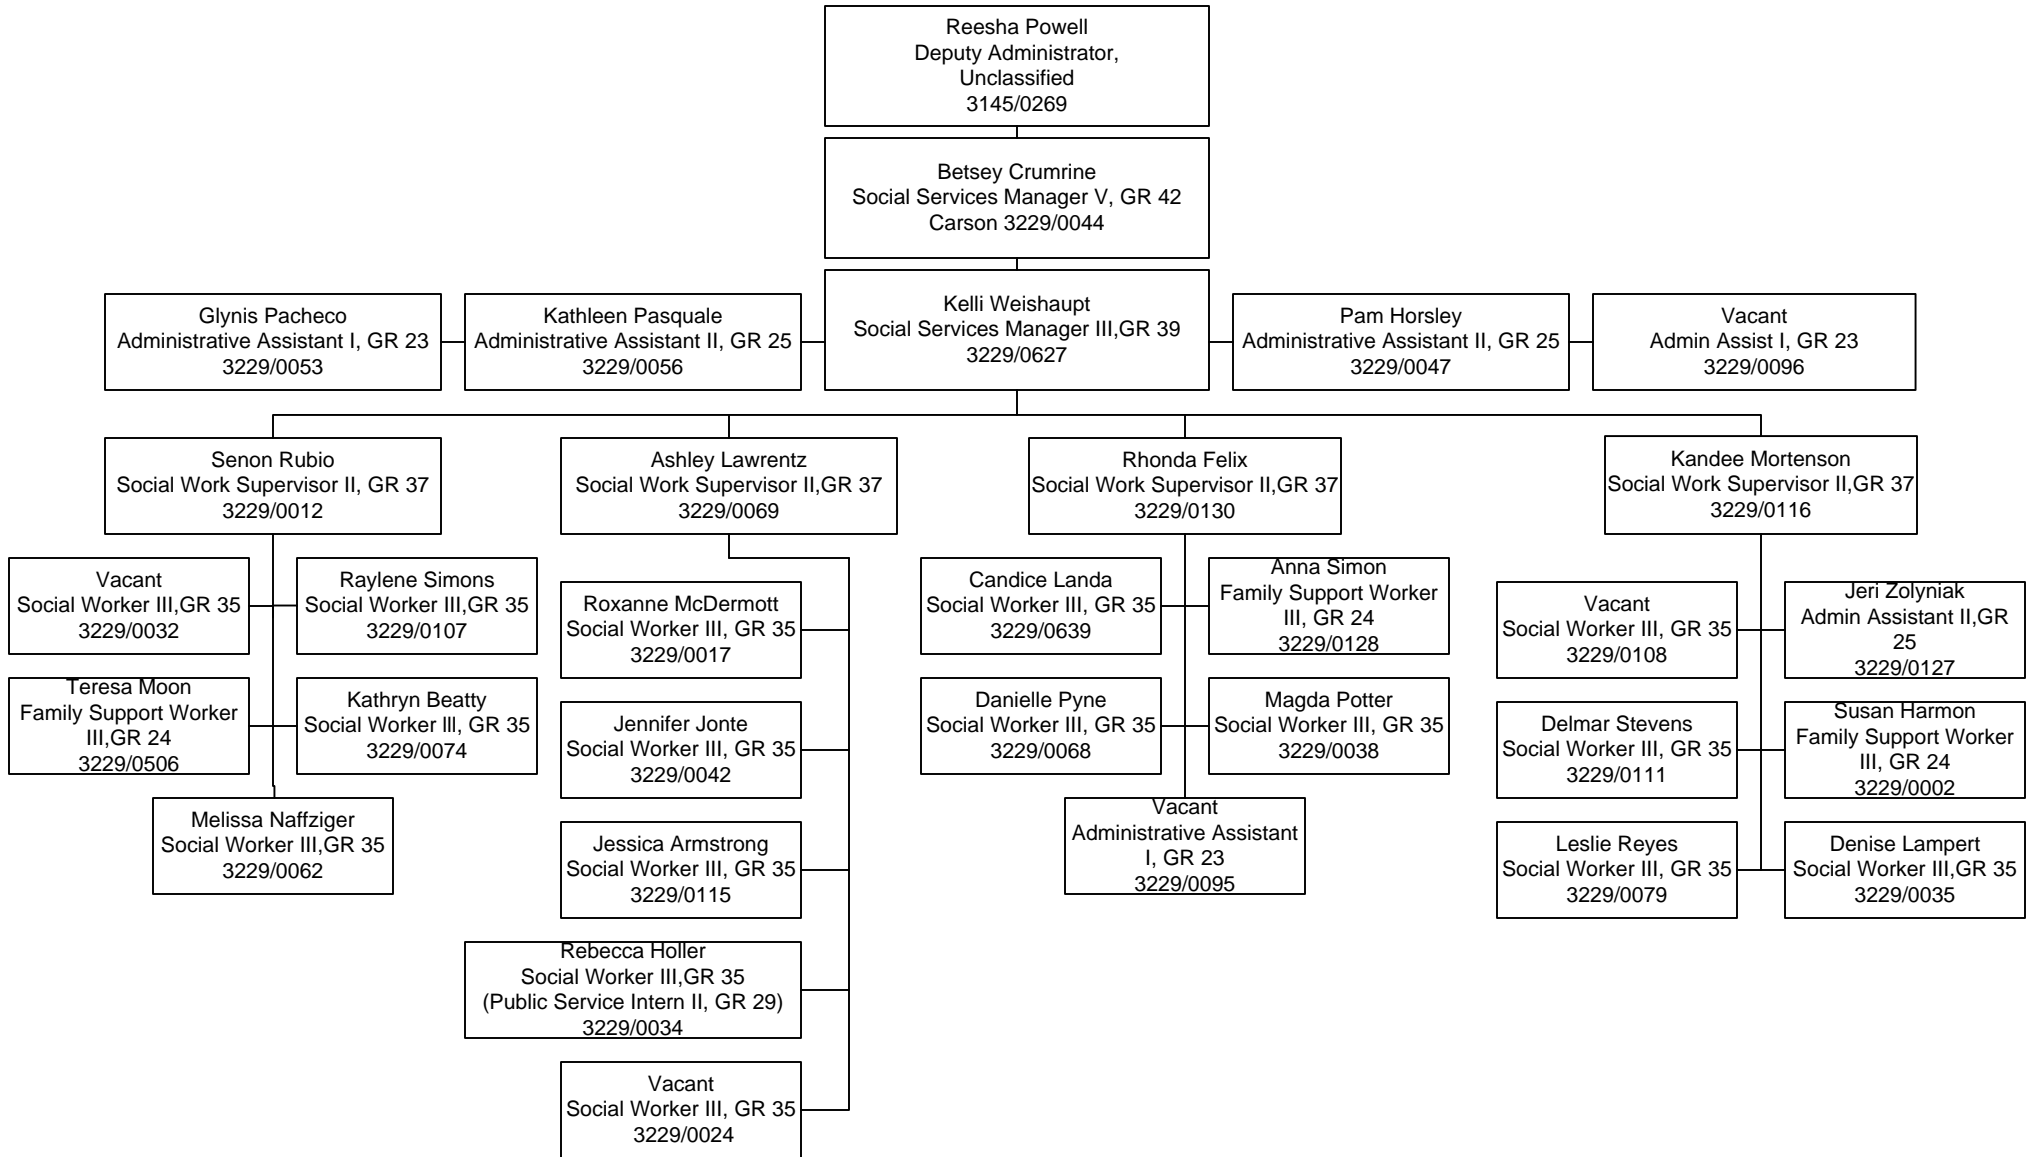 Reesha Powell
Deputy Administrator,
Unclassified
3145/0269
Betsey Crumrine
Social Services Manager V, GR 42
Carson 3229/0044
Glynis Pacheco
Administrative Assistant I, GR 23
3229/0053
Kathleen Pasquale
Administrative Assistant II, GR 25
3229/0056
Kelli Weishaupt
Social Services Manager III,GR 39
3229/0627
Pam Horsley
Administrative Assistant II, GR 25
3229/0047
Vacant
Admin Assist I, GR 23
3229/0096
Senon Rubio
Social Work Supervisor II, GR 37
3229/0012
Ashley Lawrentz
Social Work Supervisor II,GR 37
3229/0069
Rhonda Felix
Social Work Supervisor II,GR 37
3229/0130
Kandee Mortenson
Social Work Supervisor II,GR 37
3229/0116
Vacant
Social Worker III,GR 35
3229/0032
Raylene Simons
Social Worker III,GR 35
3229/0107
Teresa Moon
Family Support Worker
III,GR 24
3229/0506
Kathryn Beatty
Social Worker III, GR 35
3229/0074
Melissa Naffziger
Social Worker III,GR 35
3229/0062
Roxanne McDermott
Social Worker III, GR 35
3229/0017
Jennifer Jonte
Social Worker III, GR 35
3229/0042
Jessica Armstrong
Social Worker III, GR 35
3229/0115
Rebecca Holler
Social Worker III,GR 35
(Public Service Intern II, GR 29)
3229/0034
Vacant
Social Worker III, GR 35
3229/0024
Candice Landa
Social Worker III, GR 35
3229/0639
Anna Simon
Family Support Worker
III, GR 24
3229/0128
Danielle Pyne
Social Worker III, GR 35
3229/0068
Magda Potter
Social Worker III, GR 35
3229/0038
Vacant
Administrative Assistant
I, GR 23
3229/0095
Vacant
Social Worker III, GR 35
3229/0108
Jeri Zolyniak
Admin Assistant II,GR
25
3229/0127
Delmar Stevens
Social Worker III, GR 35
3229/0111
Susan Harmon
Family Support Worker
III, GR 24
3229/0002
Leslie Reyes
Social Worker III, GR 35
3229/0079
Denise Lampert
Social Worker III,GR 35
3229/0035